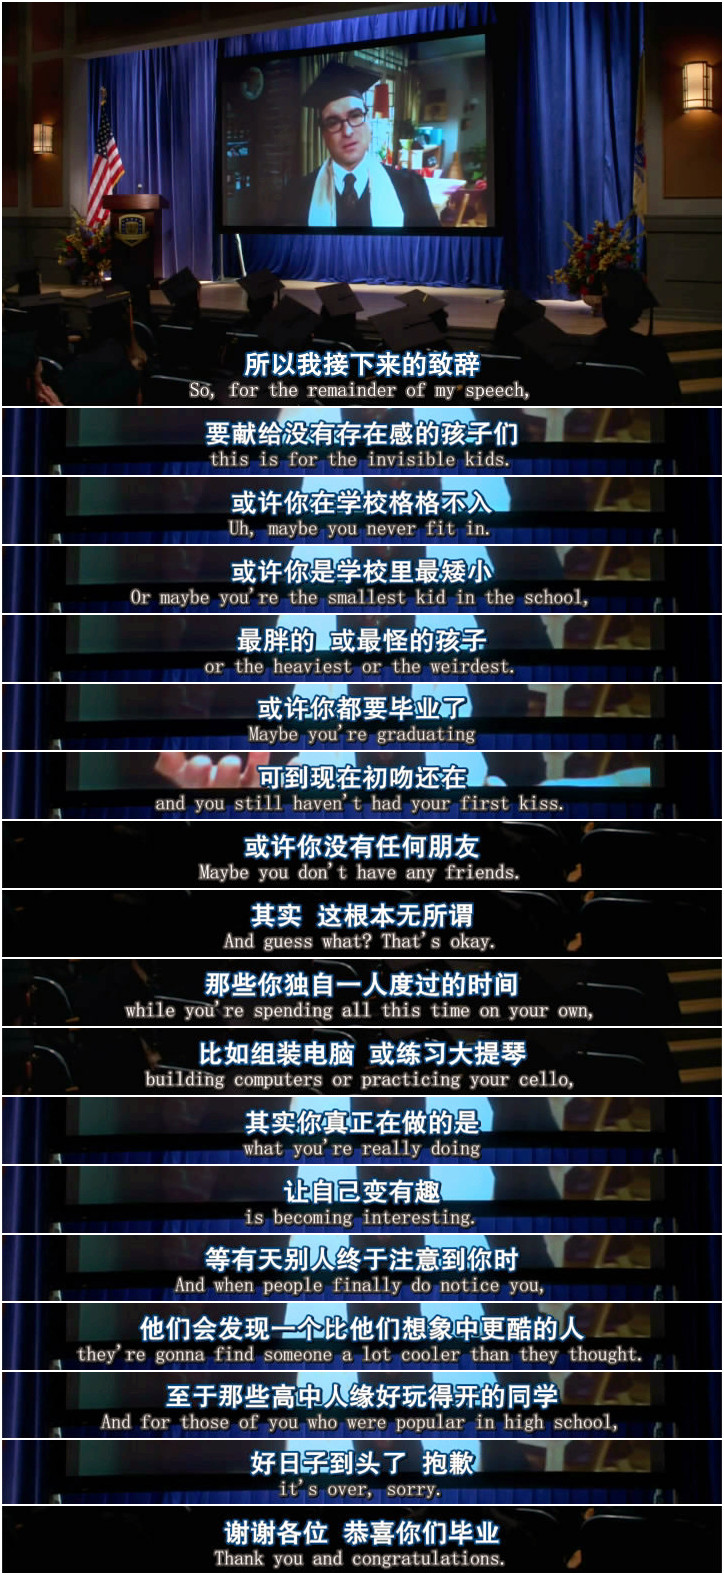 所以我接下来的致辞
So, for the remainder of my speech,
要献给没有存在感的孩子们
this is for the invisible kids.
或许你在学校格格不入
Uh, maybe you never fit in.
或许你是学校里最矮小
Or maybe you're the smallest kid in the school,
最胖的 或最怪的孩子
or the heaviest or the weirdest.
或许你都要毕业了
Maybe you're graduating
可到现在初吻还在
and you still haven't had your first kiss.
或许你没有任何朋友
Maybe you don't have any friends.
其实 这根本无所谓
And guess what? That's okay.
那些你独自一人度过的时间
while you're spending all this time on your own,
比如组装电脑 或练习大提琴
building computers or practicing your cello,
其实你真正在做的是
what you're really doing
让自己变有趣
is becoming interesting.
等有天别人终于注意到你时
And when people finally do notice you,
他们会发现一个比他们想象中更酷的人
they're gonna find someone a lot cooler than they thought.
至于那些高中人缘好玩得开的同学
And for those of you who were popular in high school,
好日子到头了 抱歉
it's over, sorry.
谢谢各位 恭喜你们毕业
Thank you and congratulations.